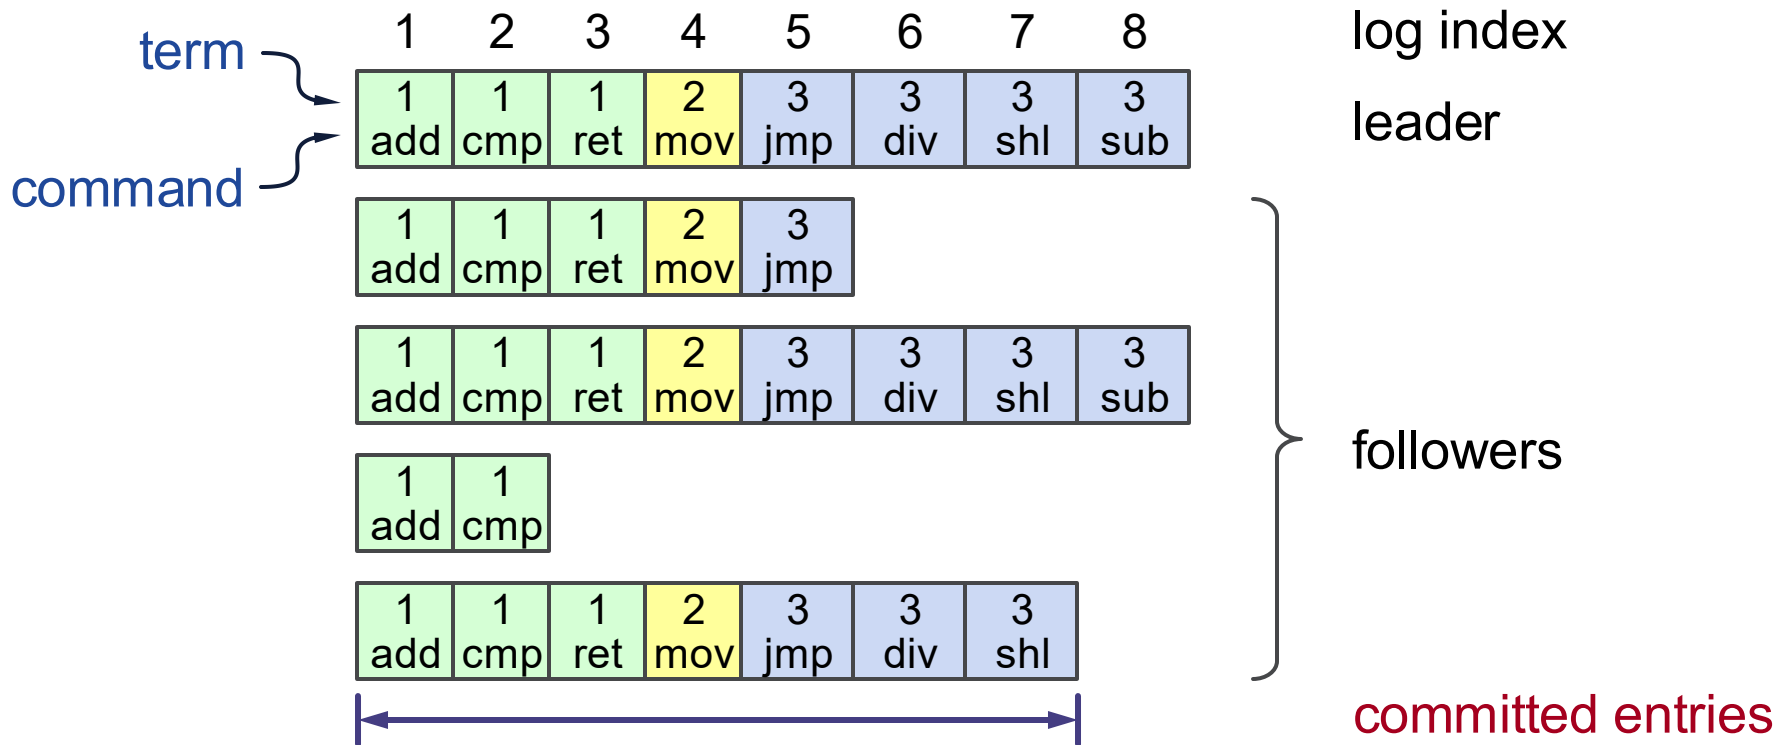 1 2 3 4 5 6 7 8 log index
term
1 1 1 2 3 3 3 3
add cmp ret mov jmp div shl sub
leader
command
1 1 1 2 3
add cmp ret mov jmp
1 1 1 2 3 3 3 3
add cmp ret mov jmp div shl sub
followers
1 1
add cmp
1 1 1 2 3 3 3
add cmp ret mov jmp div shl
committed entries